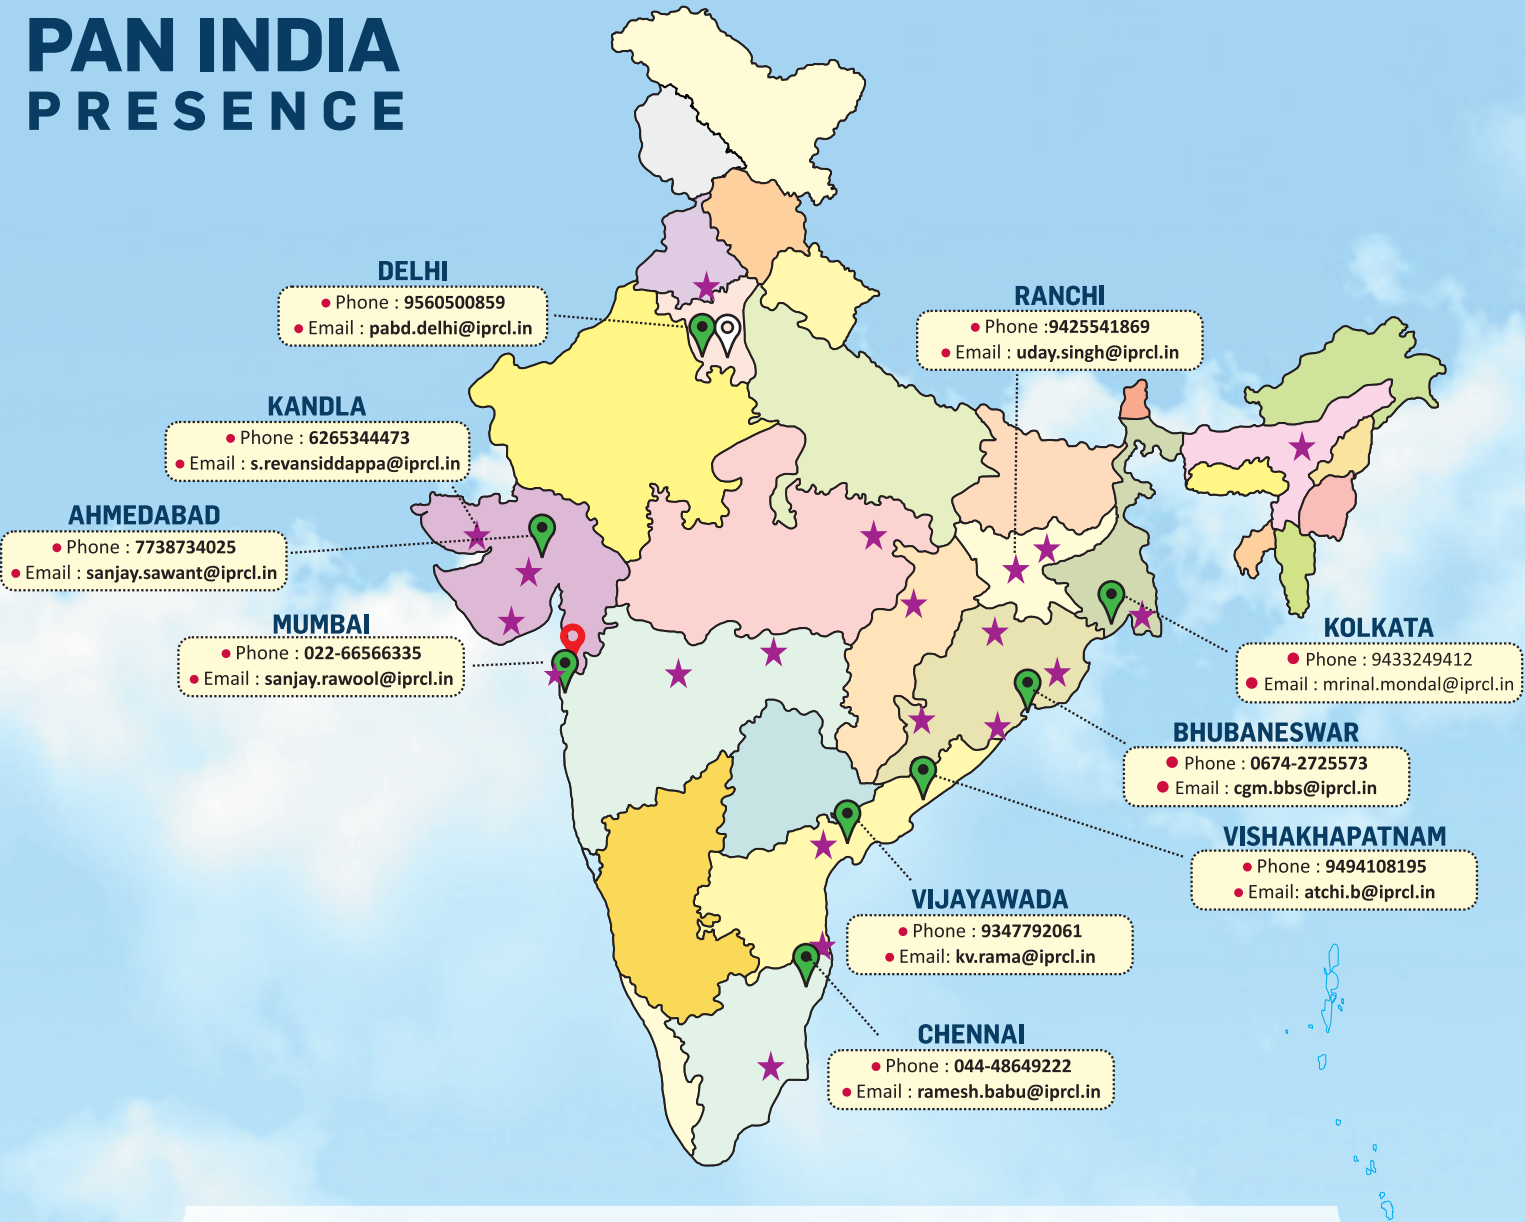 PAN INDIA
PRESENCE
DELHI
Phone : 9560500859
Email : pabd.delhi@iprcl.in
RANCHI
Phone :9425541869
Email : uday.singh@iprcl.in
KANDLA
Phone : 6265344473
Email : s.revansiddappa@iprcl.in
AHMEDABAD
Phone : 7738734025
Email : sanjay.sawant@iprcl.in
MUMBAI
Phone : 022-66566335
Email : sanjay.rawool@iprcl.in
KOLKATA
Phone : 9433249412
Email : mrinal.mondal@iprcl.in
BHUBANESWAR
Phone : 0674-2725573
Email : cgm.bbs@iprcl.in
VISHAKHAPATNAM
Phone : 9494108195
Email: atchi.b@iprcl.in
VIJAYAWADA
Phone : 9347792061
Email: kv.rama@iprcl.in
CHENNAI
Phone : 044-48649222
Email : ramesh.babu@iprcl.in